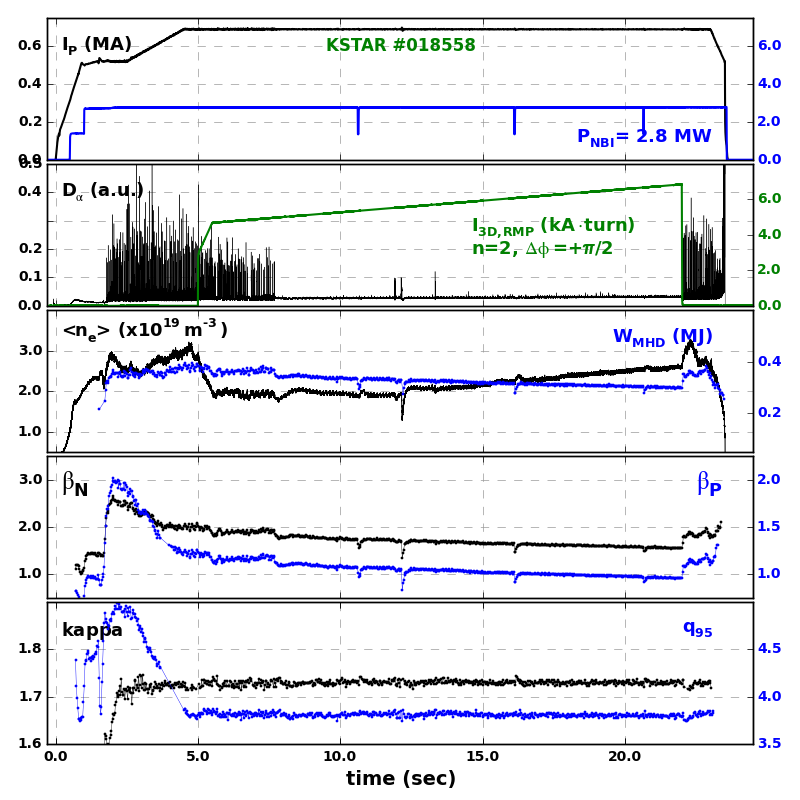 I_P (MA)
KSTAR #018558
P_NBI= 2.8 MW
0.6
0.4
0.2
0.0
6.0
4.0
2.0
0.0
D_α (a.u.)
I_3D,RMP (kA·turn)
n=2, Δϕ=+π/2
0.5
0.4
0.2
0.1
0.0
6.0
4.0
2.0
0.0
<n_e> (x10^19 m^-3)
W_MHD (MJ)
3.0
2.0
1.0
0.4
0.2
β_N
β_P
3.0
2.0
1.0
2.0
1.5
1.0
kappa
q_95
1.8
1.7
1.6
4.5
4.0
3.5
0.0 5.0 10.0 15.0 20.0
time (sec)